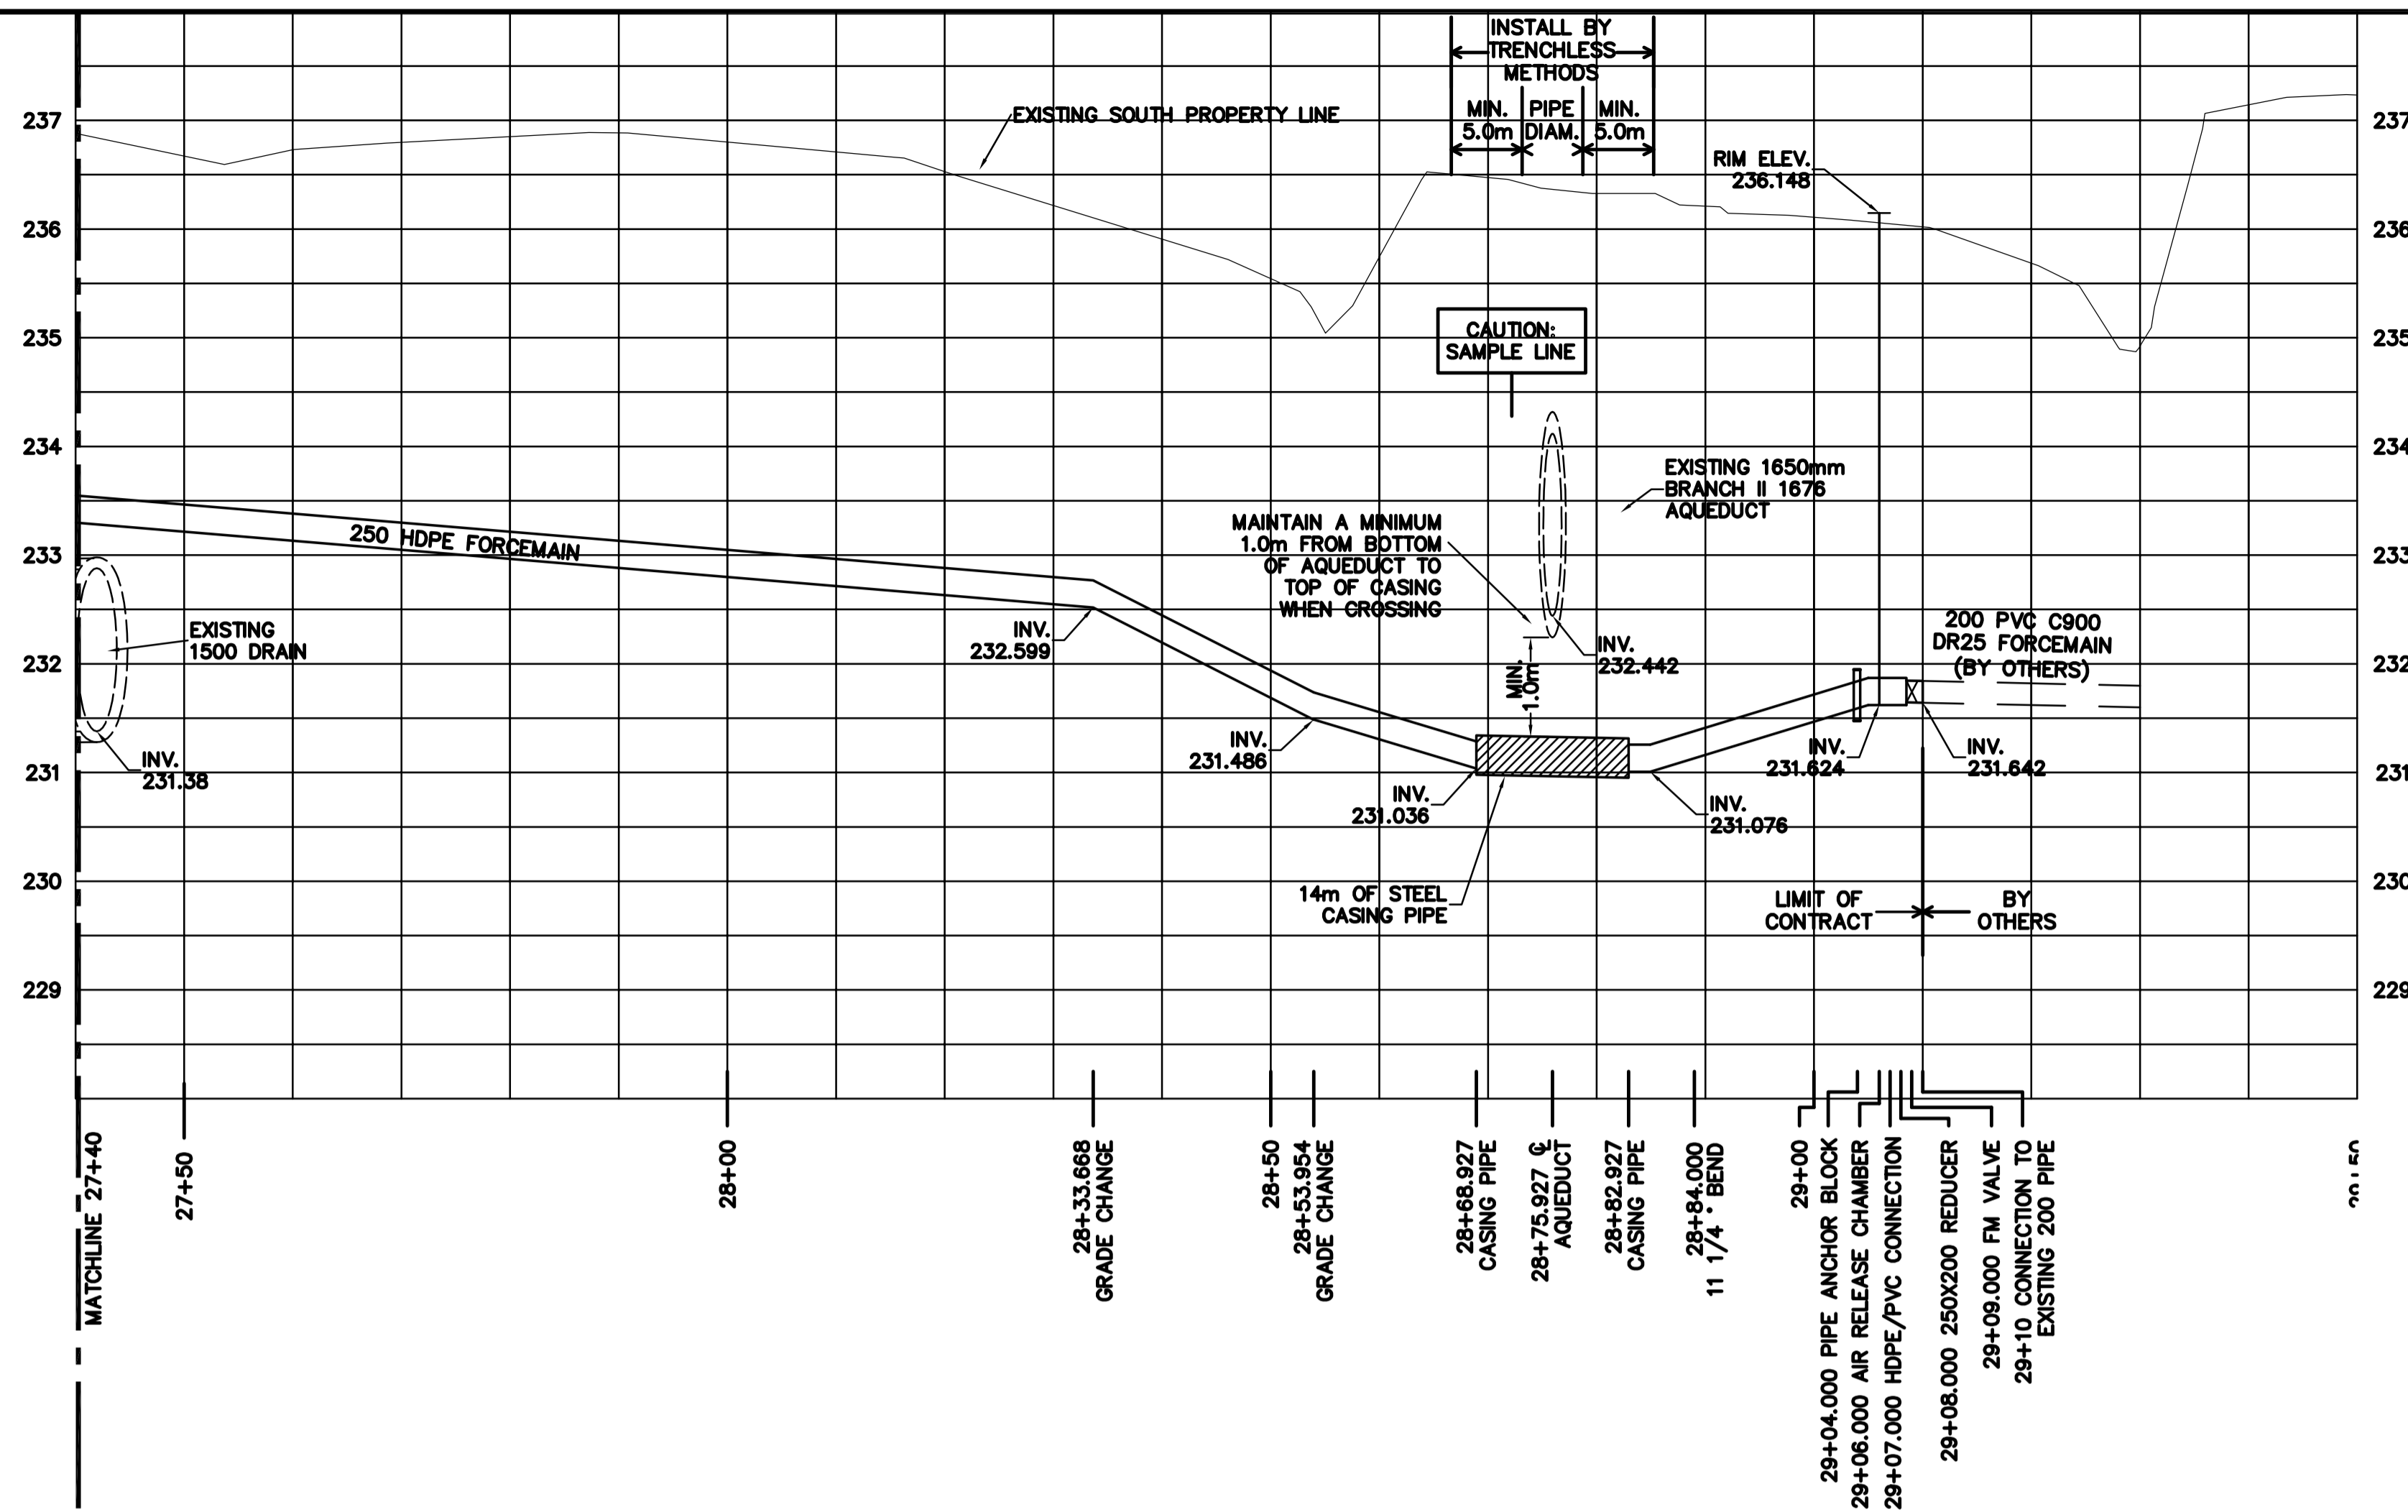 INSTALL BY
TRENCHLESS
METHODS
MIN.
5.0m
PIPE
DIAM.
MIN.
5.0m
EXISTING SOUTH PROPERTY LINE
RIM ELEV.
236.148
237
236
235
234
233
232
231
230
229
237
236
235
234
233
232
231
230
229
CAUTION:
SAMPLE LINE
EXISTING 1650mm
BRANCH II 1676
AQUEDUCT
MAINTAIN A MINIMUM
1.0m FROM BOTTOM
OF AQUEDUCT TO
TOP OF CASING
WHEN CROSSING
250 HDPE FORCEMAIN
EXISTING
1500 DRAIN
INV.
231.38
INV.
232.599
INV.
231.486
MIN.
1.0m
INV.
232.442
200 PVC C900
DR25 FORCEMAIN
(BY OTHERS)
INV.
231.036
INV.
231.076
INV.
231.624
INV.
231.642
14m OF STEEL
CASING PIPE
LIMIT OF
CONTRACT
BY
OTHERS
MATCHLINE 27+40
27+50
28+00
28+33.668
GRADE CHANGE
28+50
28+53.954
GRADE CHANGE
28+68.927
CASING PIPE
28+75.927 ℄
AQUEDUCT
28+82.927
CASING PIPE
28+84.000
11 1/4 ° BEND
29+00
29+04.000 PIPE ANCHOR BLOCK
29+06.000 AIR RELEASE CHAMBER
29+07.000 HDPE/PVC CONNECTION
29+08.000 250X200 REDUCER
29+09.000 FM VALVE
29+10 CONNECTION TO
EXISTING 200 PIPE